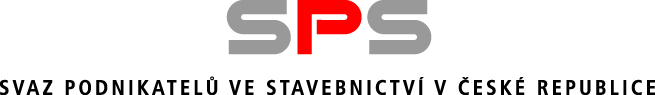 SPS
SVAZ PODNIKATELŮ VE STAVEBNICTVÍ V ČESKÉ REPUBLICE